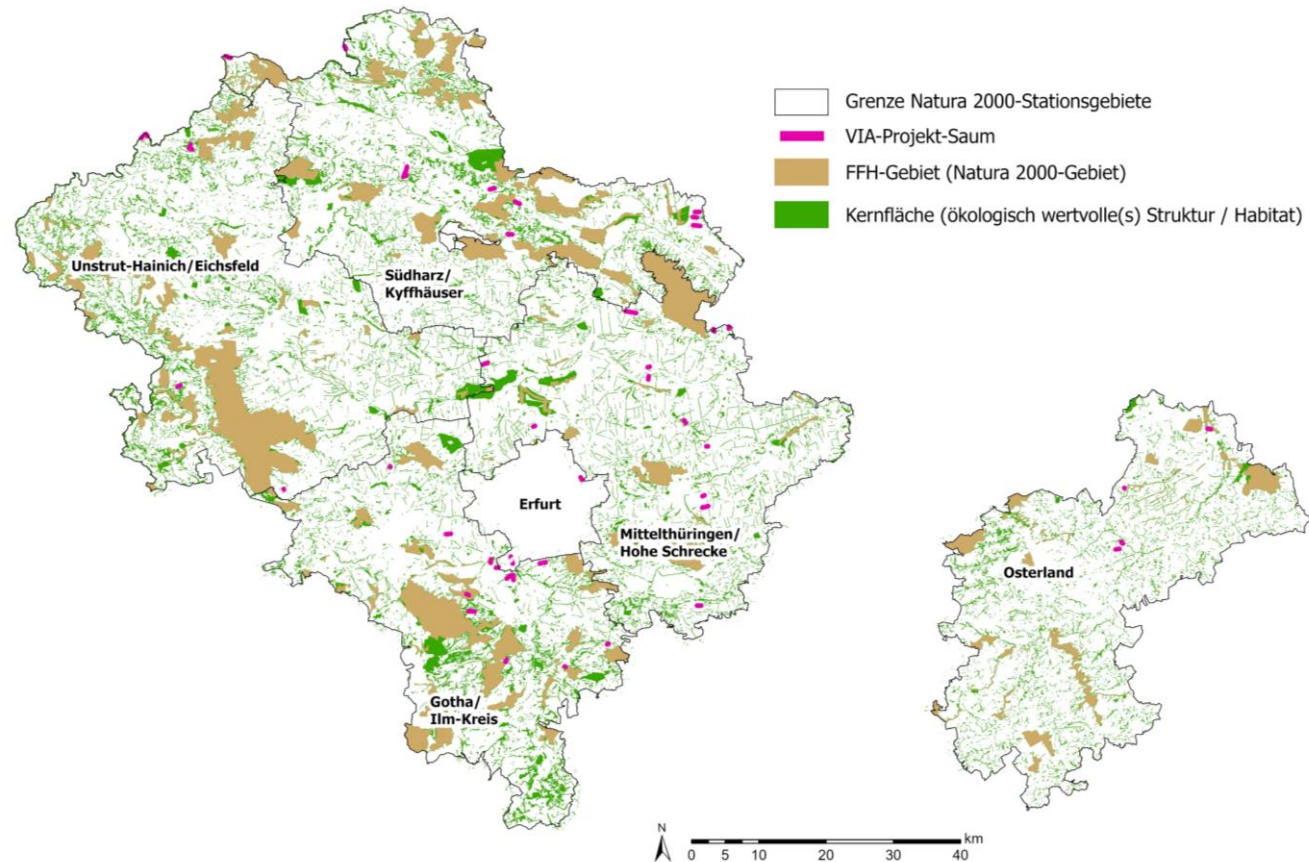 Grenze Natura 2000-Stationsgebiete
VIA-Projekt-Saum
FFH-Gebiet (Natura 2000-Gebiet)
Kernfläche (ökologisch wertvolle(s) Struktur / Habitat)
Unstrut-Hainich/Eichsfeld
Südharz/
Kyffhäuser
Erfurt
Mittelthüringen/
Hohe Schrecke
Osterland
Gotha/
Ilm-Kreis
N
km
0 5 10 20 30 40